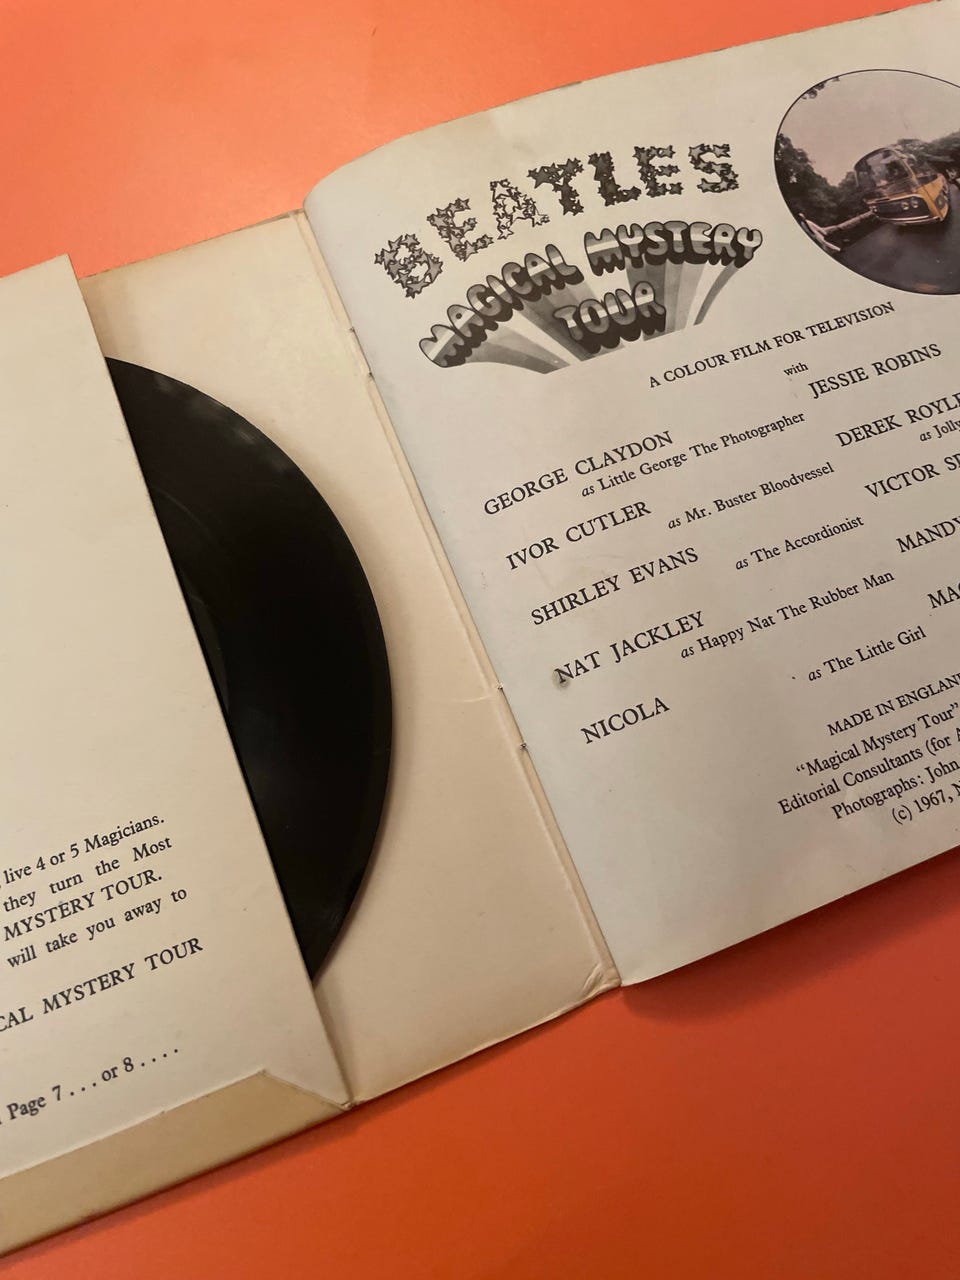 live 4 or 5 Magicians.
they turn the Most
MYSTERY TOUR.
will take you away to
MYSTERY TOUR
Page 7 . . . or 8 . . . .
BEATLES
MAGICAL MYSTERY
TOUR
A COLOUR FILM FOR TELEVISION
with
JESSIE ROBINS
GEORGE CLAYDON
as Little George The Photographer
DEREK
as Jolly
IVOR CUTLER
as Mr. Buster Bloodvessel
VICTOR
SHIRLEY EVANS
as The Accordionist
NAT JACKLEY
as Happy Nat The Rubber Man
NICOLA
as The Little Girl
MADE IN ENGLAND
“Magical Mystery Tour”
Editorial Consultants (for
Photographs: John
(c) 1967,